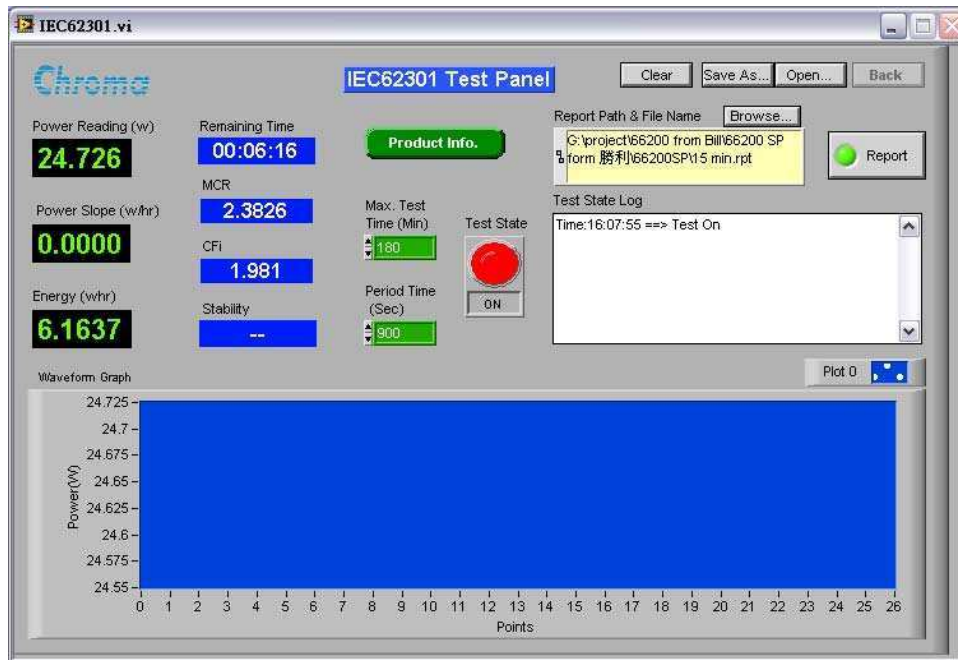 IEC62301.vi
Chroma
IEC62301 Test Panel
Clear
Save As...
Open...
Back
Power Reading (w)
24.726
Power Slope (w/hr)
0.0000
Energy (whr)
6.1637
Remaining Time
00:06:16
MCR
2.3826
CFi
1.981
Stability
--
Product Info.
Max. Test
Time (Min)
180
Period Time
(Sec)
900
Test State
ON
Report Path & File Name
Browse...
G:\project\66200 from Bill\66200 SP
form 勝利\66200SP\15 min.rpt
Report
Test State Log
Time:16:07:55 ==> Test On
Plot 0
Waveform Graph
Power(W)
24.725
24.7
24.675
24.65
24.625
24.6
24.575
24.55
0 1 2 3 4 5 6 7 8 9 10 11 12 13 14 15 16 17 18 19 20 21 22 23 24 25 26
Points